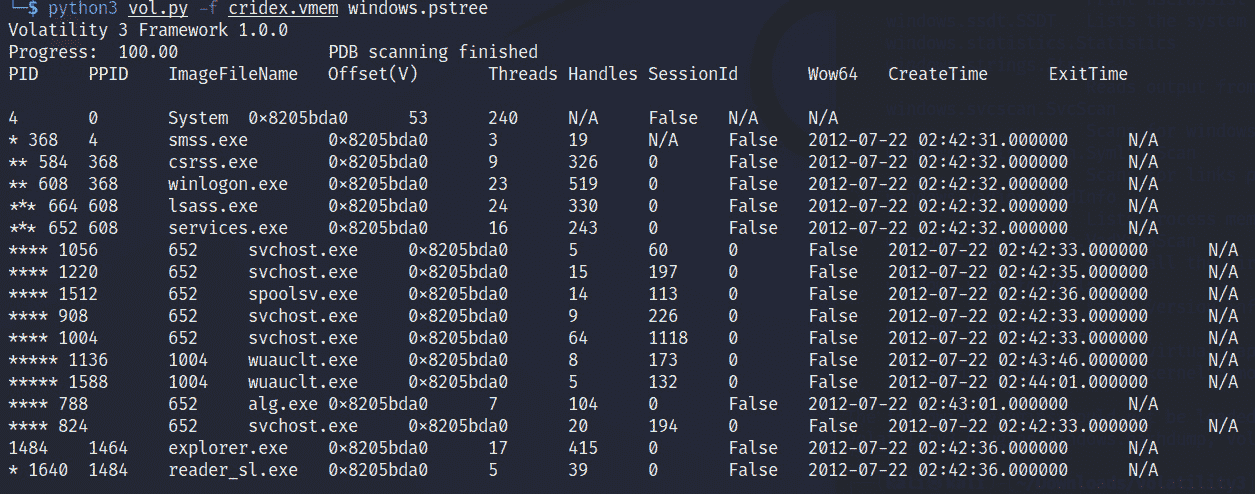 └─$ python3 vol.py -f cridex.vmem windows.pstree
Volatility 3 Framework 1.0.0
Progress:  100.00               PDB scanning finished
PID     PPID    ImageFileName   Offset(V)       Threads Handles SessionId       Wow64   CreateTime      ExitTime
4       0       System  0×8205bda0      53      240     N/A     False   N/A     N/A
* 368   4       smss.exe        0×8205bda0      3       19      N/A     False   2012-07-22 02:42:31.000000      N/A
** 584  368     csrss.exe       0×8205bda0      9       326     0       False   2012-07-22 02:42:32.000000      N/A
** 608  368     winlogon.exe    0×8205bda0      23      519     0       False   2012-07-22 02:42:32.000000      N/A
*** 664 608     lsass.exe       0×8205bda0      24      330     0       False   2012-07-22 02:42:32.000000      N/A
*** 652 608     services.exe    0×8205bda0      16      243     0       False   2012-07-22 02:42:32.000000      N/A
**** 1056       652     svchost.exe     0×8205bda0      5       60      0       False   2012-07-22 02:42:33.000000      N/A
**** 1220       652     svchost.exe     0×8205bda0      15      197     0       False   2012-07-22 02:42:35.000000      N/A
**** 1512       652     spoolsv.exe     0×8205bda0      14      113     0       False   2012-07-22 02:42:36.000000      N/A
**** 908        652     svchost.exe     0×8205bda0      9       226     0       False   2012-07-22 02:42:33.000000      N/A
**** 1004       652     svchost.exe     0×8205bda0      64      1118    0       False   2012-07-22 02:42:33.000000      N/A
***** 1136      1004    wuauclt.exe     0×8205bda0      8       173     0       False   2012-07-22 02:43:46.000000      N/A
***** 1588      1004    wuauclt.exe     0×8205bda0      5       132     0       False   2012-07-22 02:44:01.000000      N/A
**** 788        652     alg.exe 0×8205bda0      7       104     0       False   2012-07-22 02:43:01.000000      N/A
**** 824        652     svchost.exe     0×8205bda0      20      194     0       False   2012-07-22 02:42:33.000000      N/A
1484    1464    explorer.exe    0×8205bda0      17      415     0       False   2012-07-22 02:42:36.000000      N/A
* 1640  1484    reader_sl.exe   0×8205bda0      5       39      0       False   2012-07-22 02:42:36.000000      N/A